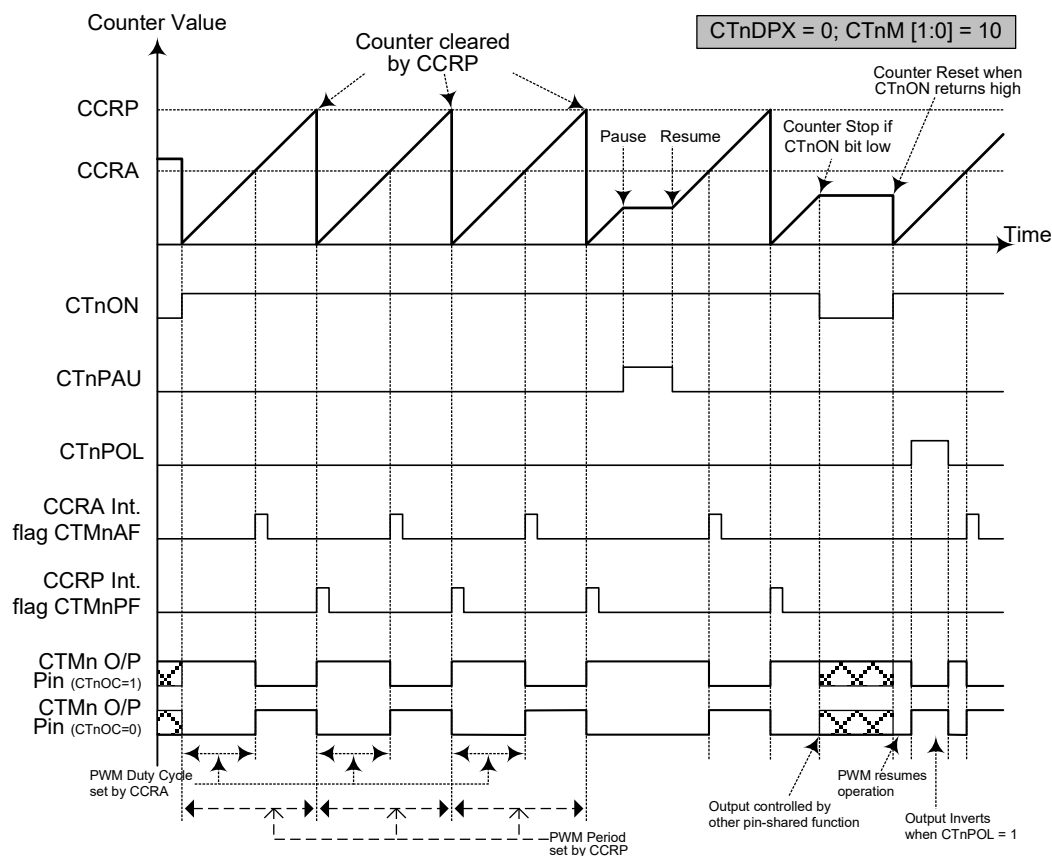 Counter Value
CTnDPX = 0; CTnM [1:0] = 10
Counter cleared
by CCRP
Counter Reset when
CTnON returns high
CCRP
Pause
Resume
Counter Stop if
CTnON bit low
CCRA
Time
CTnON
CTnPAU
CTnPOL
CCRA Int.
flag CTMnAF
CCRP Int.
flag CTMnPF
CTMn O/P
Pin (CTnOC=1)
CTMn O/P
Pin (CTnOC=0)
PWM Duty Cycle
set by CCRA
PWM resumes
operation
Output controlled by
other pin-shared function
Output Inverts
when CTnPOL = 1
PWM Period
set by CCRP